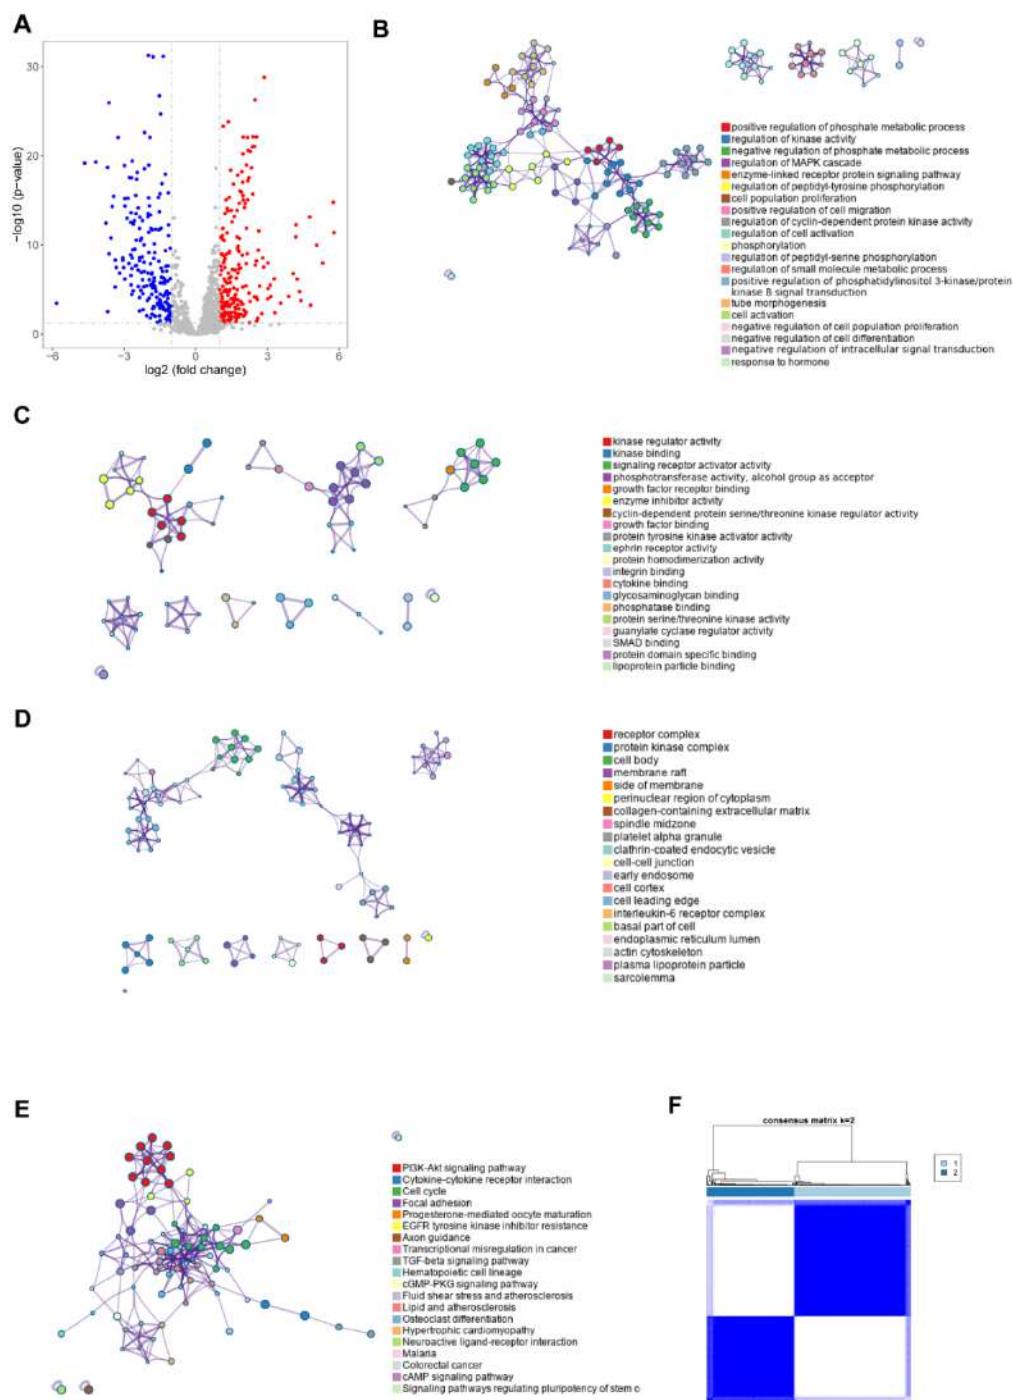 A
30
20
10
0
−log10 (p−value)
−6
−3
0
3
6
log2 (fold change)
B
positive regulation of phosphate metabolic process
regulation of kinase activity
negative regulation of phosphate metabolic process
regulation of MAPK cascade
enzyme-linked receptor protein signaling pathway
regulation of peptidyl-tyrosine phosphorylation
cell population proliferation
positive regulation of cell migration
regulation of cyclin-dependent protein kinase activity
regulation of cell activation
phosphorylation
regulation of peptidyl-serine phosphorylation
regulation of small molecule metabolic process
positive regulation of phosphatidylinositol 3-kinase/protein
kinase B signal transduction
tube morphogenesis
cell activation
negative regulation of cell population proliferation
negative regulation of cell differentiation
negative regulation of intracellular signal transduction
response to hormone
C
kinase regulator activity
kinase binding
signaling receptor activator activity
phosphotransferase activity, alcohol group as acceptor
growth factor receptor binding
enzyme inhibitor activity
cyclin-dependent protein serine/threonine kinase regulator activity
growth factor binding
protein tyrosine kinase activator activity
ephrin receptor activity
protein homodimerization activity
integrin binding
cytokine binding
glycosaminoglycan binding
phosphatase binding
protein serine/threonine kinase activity
guanylate cyclase regulator activity
SMAD binding
protein domain specific binding
lipoprotein particle binding
D
receptor complex
protein kinase complex
cell body
membrane raft
side of membrane
perinuclear region of cytoplasm
collagen-containing extracellular matrix
spindle midzone
platelet alpha granule
clathrin-coated endocytic vesicle
cell-cell junction
early endosome
cell cortex
cell leading edge
interleukin-6 receptor complex
basal part of cell
endoplasmic reticulum lumen
actin cytoskeleton
plasma lipoprotein particle
sarcolemma
E
PI3K-Akt signaling pathway
Cytokine-cytokine receptor interaction
Cell cycle
Focal adhesion
Progesterone-mediated oocyte maturation
EGFR tyrosine kinase inhibitor resistance
Axon guidance
Transcriptional misregulation in cancer
TGF-beta signaling pathway
Hematopoietic cell lineage
cGMP-PKG signaling pathway
Fluid shear stress and atherosclerosis
Lipid and atherosclerosis
Osteoclast differentiation
Hypertrophic cardiomyopathy
Neuroactive ligand-receptor interaction
Malaria
Colorectal cancer
cAMP signaling pathway
Signaling pathways regulating pluripotency of stem c
F
consensus matrix k=2
1
2